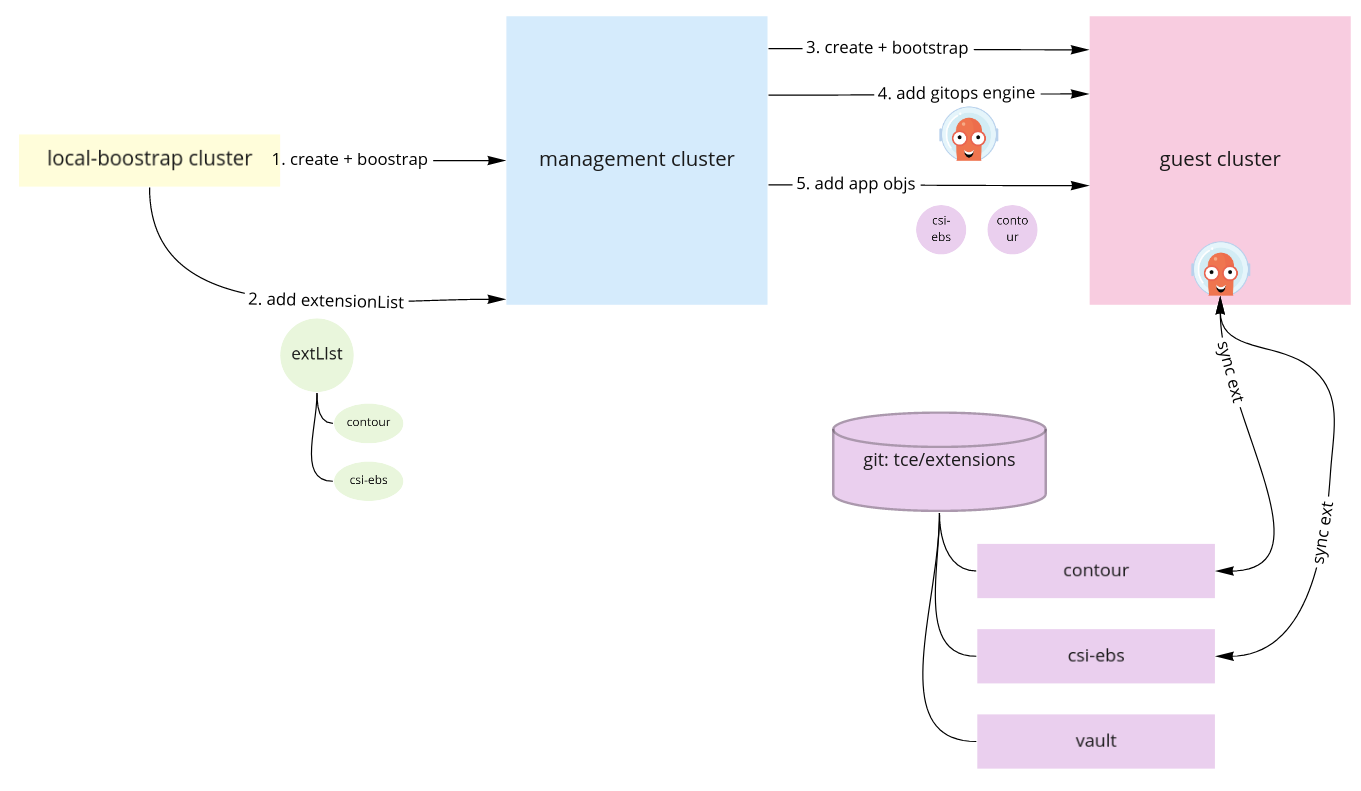 local-boostrap cluster
1. create + boostrap
management cluster
3. create + bootstrap
4. add gitops engine
5. add app objs
csi-
ebs
conto
ur
guest cluster
2. add extensionList
extLIst
contour
csi-ebs
sync ext
sync ext
git: tce/extensions
contour
csi-ebs
vault